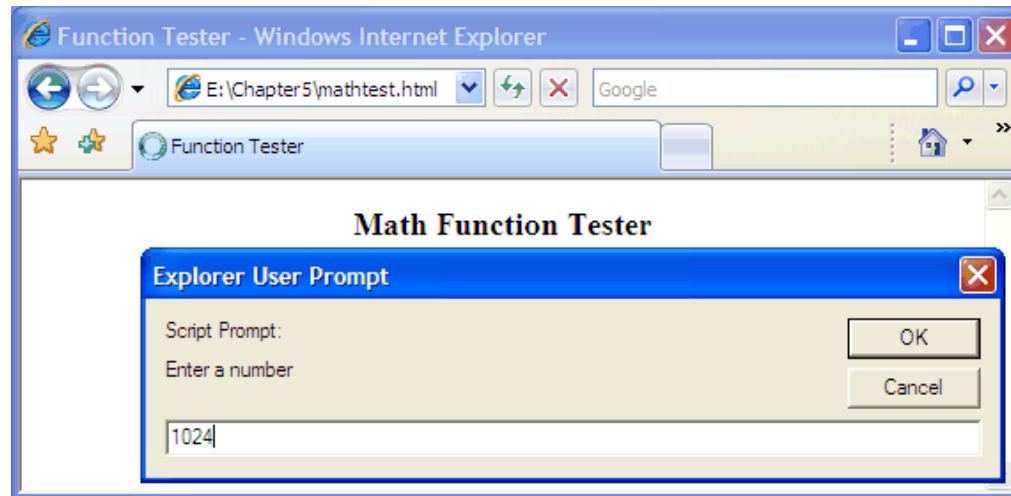 Function Tester - Windows Internet Explorer
E:\Chapter5\mathtest.html
Google
Function Tester
»
Math Function Tester
Explorer User Prompt
Script Prompt:
OK
Enter a number
Cancel
1024